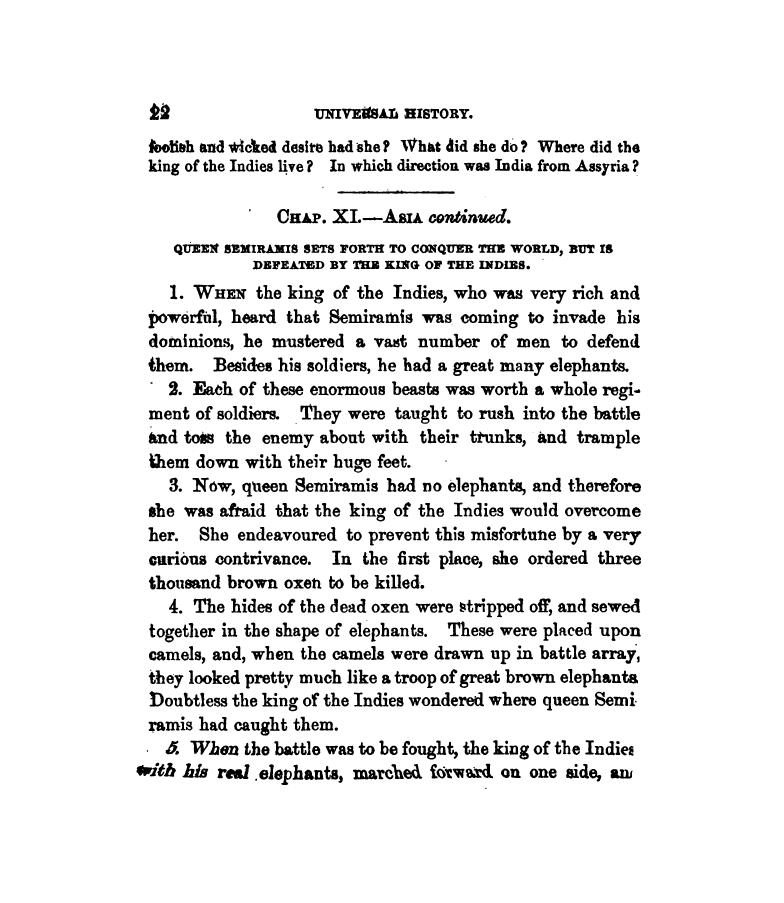 22 UNIVERSAL HISTORY.
foolish and wicked desire had she? What did she do? Where did the
king of the Indies live? In which direction was India from Assyria?
CHAP. XI.—ASIA continued.
QUEEN SEMIRAMIS SETS FORTH TO CONQUER THE WORLD, BUT IS
DEFEATED BY THE KING OF THE INDIES.
1. WHEN the king of the Indies, who was very rich and
powerful, heard that Semiramis was coming to invade his
dominions, he mustered a vast number of men to defend
them. Besides his soldiers, he had a great many elephants.
2. Each of these enormous beasts was worth a whole regi-
ment of soldiers. They were taught to rush into the battle
and toss the enemy about with their trunks, and trample
them down with their huge feet.
3. Now, queen Semiramis had no elephants, and therefore
she was afraid that the king of the Indies would overcome
her. She endeavoured to prevent this misfortune by a very
curious contrivance. In the first place, she ordered three
thousand brown oxen to be killed.
4. The hides of the dead oxen were stripped off, and sewed
together in the shape of elephants. These were placed upon
camels, and, when the camels were drawn up in battle array,
they looked pretty much like a troop of great brown elephants
Doubtless the king of the Indies wondered where queen Semi
ramis had caught them.
5. When the battle was to be fought, the king of the Indies
with his real elephants, marched forward on one side, an